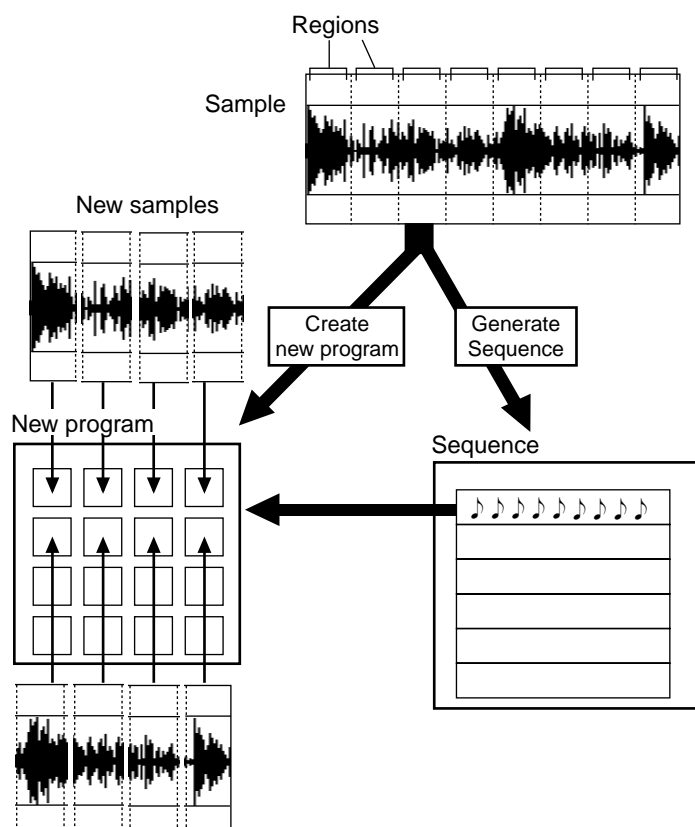 Regions
Sample
New samples
Create
new program
Generate
Sequence
New program
Sequence